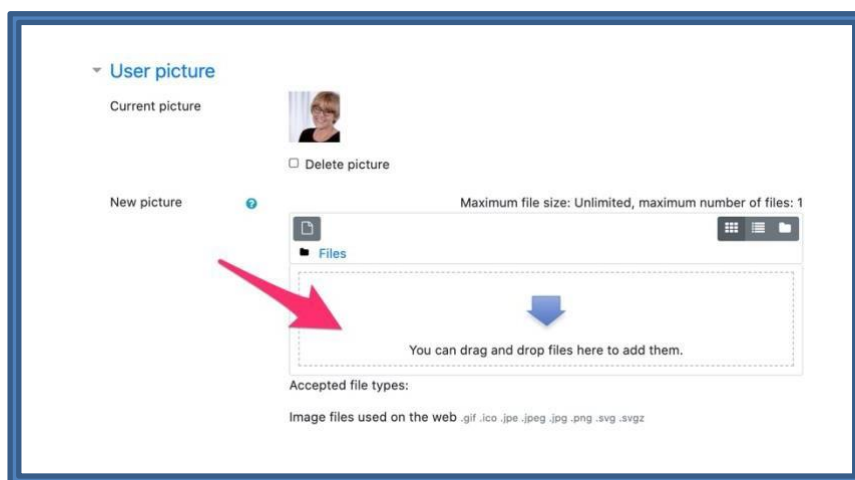 User picture
Current picture
Delete picture
New picture
Maximum file size: Unlimited, maximum number of files: 1
Files
You can drag and drop files here to add them.
Accepted file types:
Image files used on the web .gif .ico .jpe .jpeg .jpg .png .svg .svgz